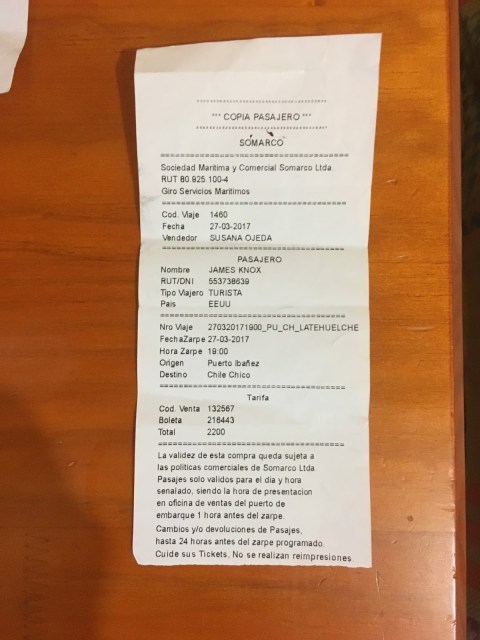 *** COPIA PASAJERO ***
SOMARCO
Sociedad Maritima y Comercial Somarco Ltda.
RUT 80.925.100-4
Giro Servicios Maritimos
Cod. Viaje 1460
Fecha 27-03-2017
Vendedor SUSANA OJEDA
PASAJERO
Nombre JAMES KNOX
RUT/DNI 553738639
Tipo Viajero TURISTA
Pais EEUU
Nro Viaje 270320171900_PU_CH_LATEHUELCHE
FechaZarpe 27-03-2017
Hora Zarpe 19:00
Origen Puerto Ibañez
Destino Chile Chico
Tarifa
Cod. Venta 132567
Boleta 216443
Total 2200
La validez de esta compra queda sujeta a
las politicas comerciales de Somarco Ltda.
Pasajes solo validos para el dia y hora
senalado, siendo la hora de presentacion
en oficina de ventas del puerto de
embarque 1 hora antes del zarpe.
Cambios y/o devoluciones de Pasajes,
hasta 24 horas antes del zarpe programado.
Cuide sus Tickets, No se realizan reimpresiones